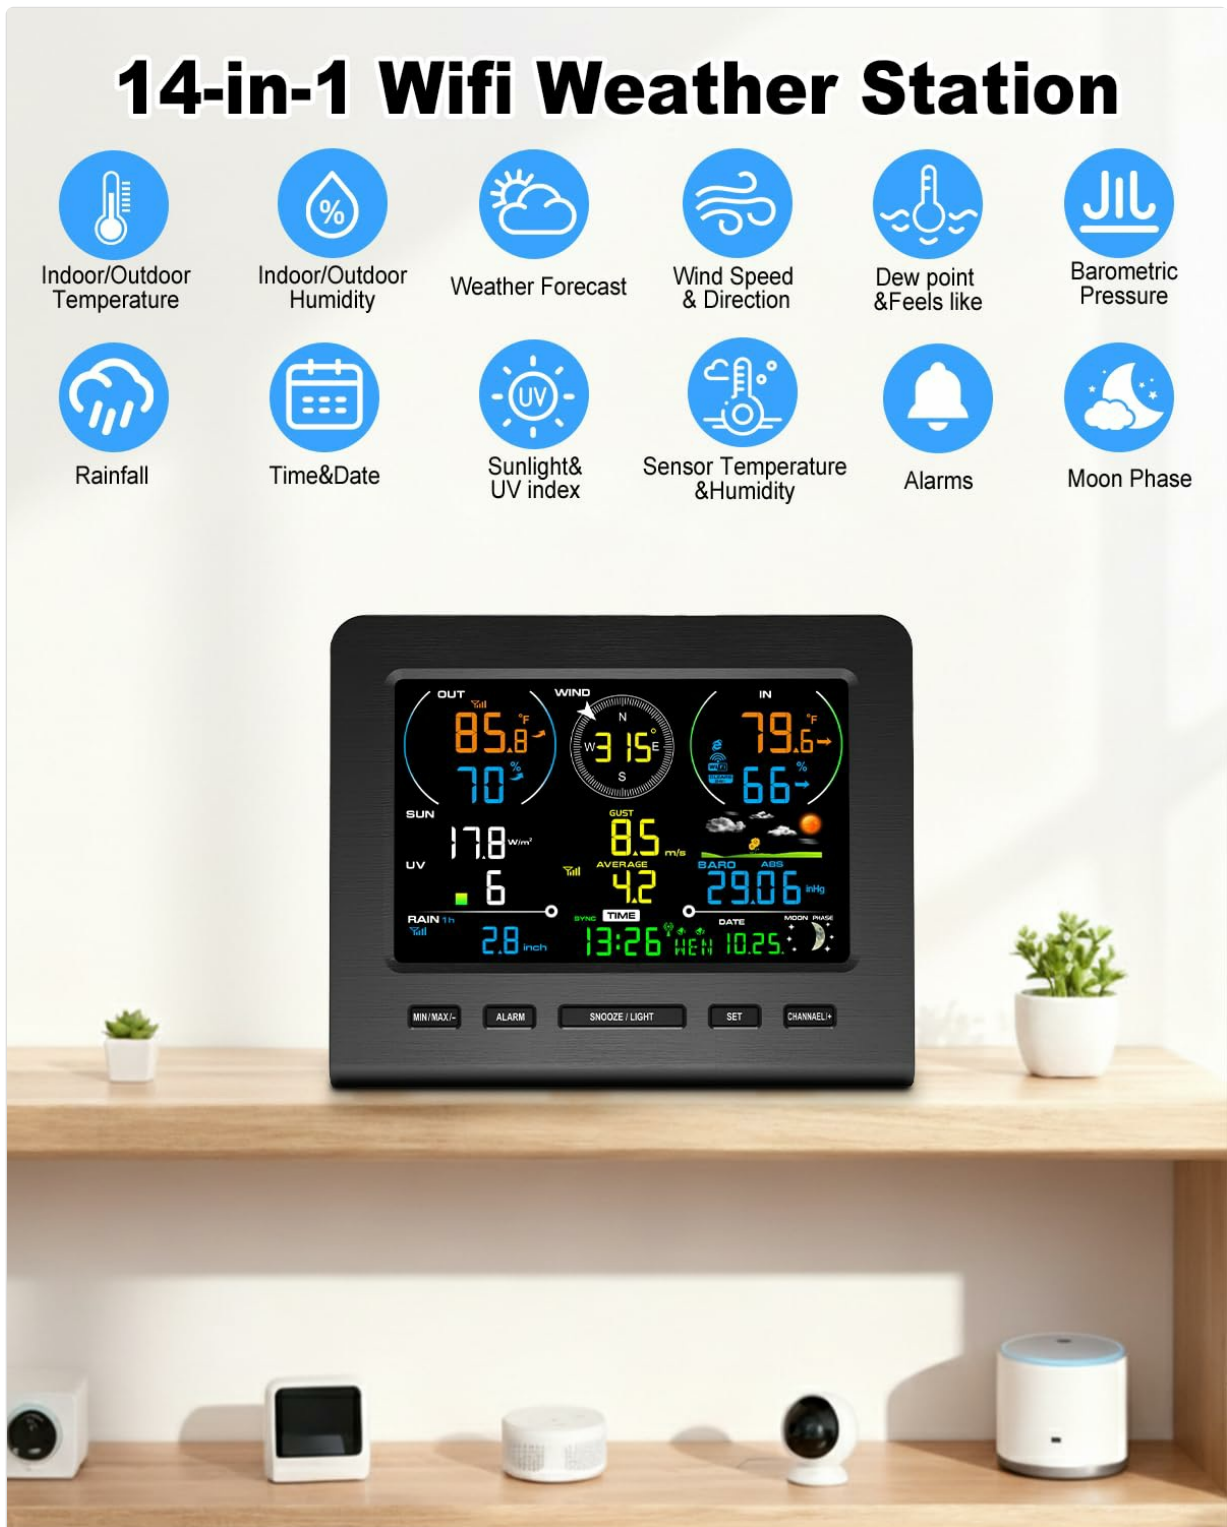 14-in-1 Wifi Weather Station
%
Indoor/Outdoor
Temperature
Indoor/Outdoor
Humidity
Weather Forecast
Wind Speed
& Direction
Dew point
&Feels like
Barometric
Pressure
UV
Rainfall
Time&Date
Sunlight&
UV index
Sensor Temperature
&Humidity
Alarms
Moon Phase
OUT
85.8 °F
70 %
WIND
N
W 315° E
S
IN
79.6 °F
66 %
SUN
17.8 W/m²
UV
6
GUST
8.5 m/s
AVERAGE
4.2
BARO ABS
29.06 inHg
RAIN 1h
2.8 inch
SYNC TIME
13:26
WEN
DATE
10.25.
MOON PHASE
MIN/MAX/-
ALARM
SNOOZE / LIGHT
SET
CHANNAEL/+